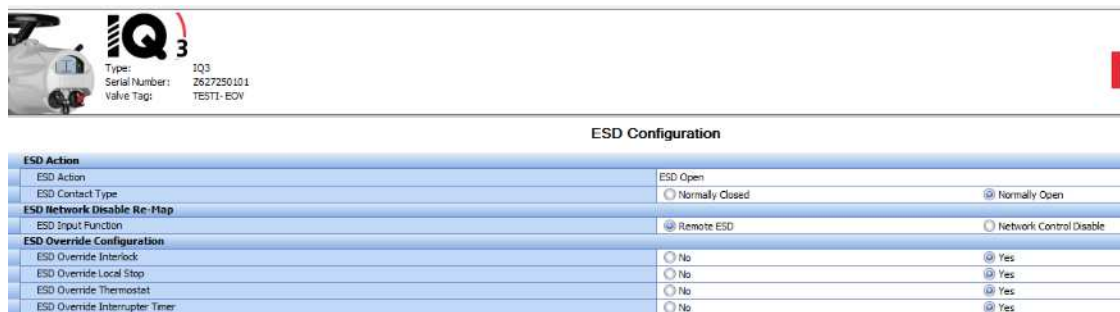 IQ3
Type: IQ3
Serial Number: Z627250101
Valve Tag: TESTI-EOV
ESD Configuration
ESD Action
ESD Action ESD Open
ESD Contact Type Normally Closed Normally Open
ESD Network Disable Re-Map
ESD Input Function Remote ESD Network Control Disable
ESD Override Configuration
ESD Override Interlock No Yes
ESD Override Local Stop No Yes
ESD Override Thermostat No Yes
ESD Override Interrupter Timer No Yes